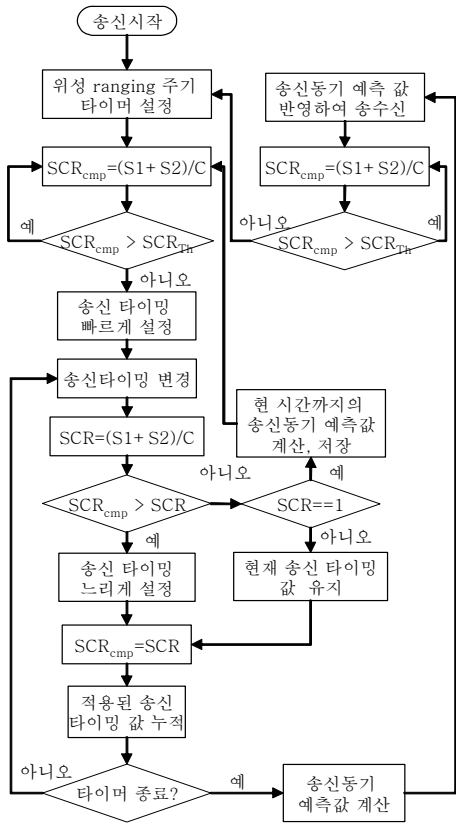 송신시작
위성 ranging 주기
타이머 설정
SCRcmp=(S1+ S2)/C
예
SCRcmp > SCRTh
아니오
송신 타이밍
빠르게 설정
송신타이밍 변경
SCR=(S1+ S2)/C
SCRcmp > SCR
아니오
예
송신 타이밍
느리게 설정
SCRcmp=SCR
적용된 송신
타이밍 값 누적
아니오
타이머 종료?
예
송신동기
예측값 계산
현 시간까지의
송신동기 예측값
계산, 저장
예
SCR==1
아니오
현재 송신 타이밍
값 유지
송신동기 예측 값
반영하여 송수신
SCRcmp=(S1+ S2)/C
아니오
예
SCRcmp > SCRTh